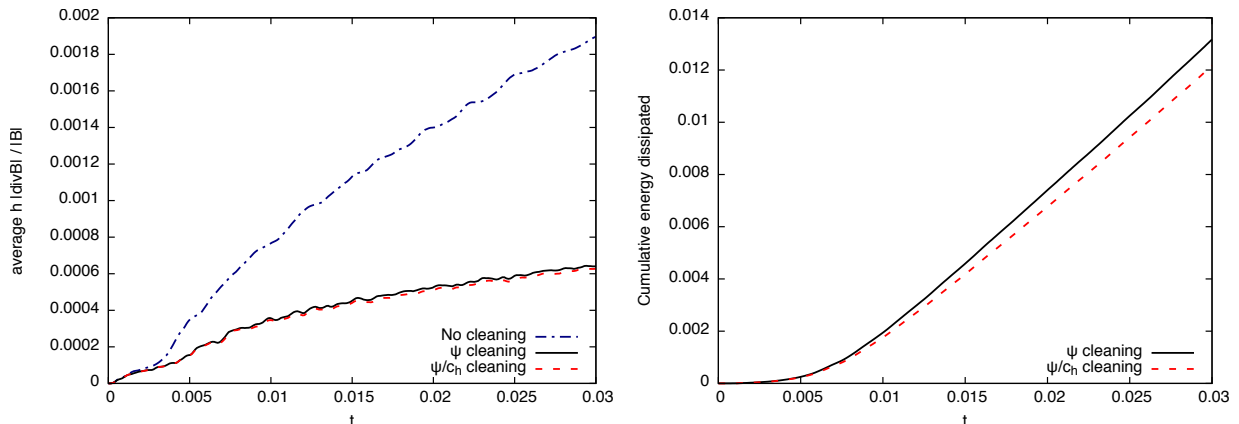 0.002
0.0018
0.0016
0.0014
0.0012
0.001
0.0008
0.0006
0.0004
0.0002
0
average h |divB| / |B|
No cleaning
ψ cleaning
ψ/cₕ cleaning
0 0.005 0.01 0.015 0.02 0.025 0.03
t
0.014
0.012
0.01
0.008
0.006
0.004
0.002
0
Cumulative energy dissipated
ψ cleaning
ψ/cₕ cleaning
0 0.005 0.01 0.015 0.02 0.025 0.03
t